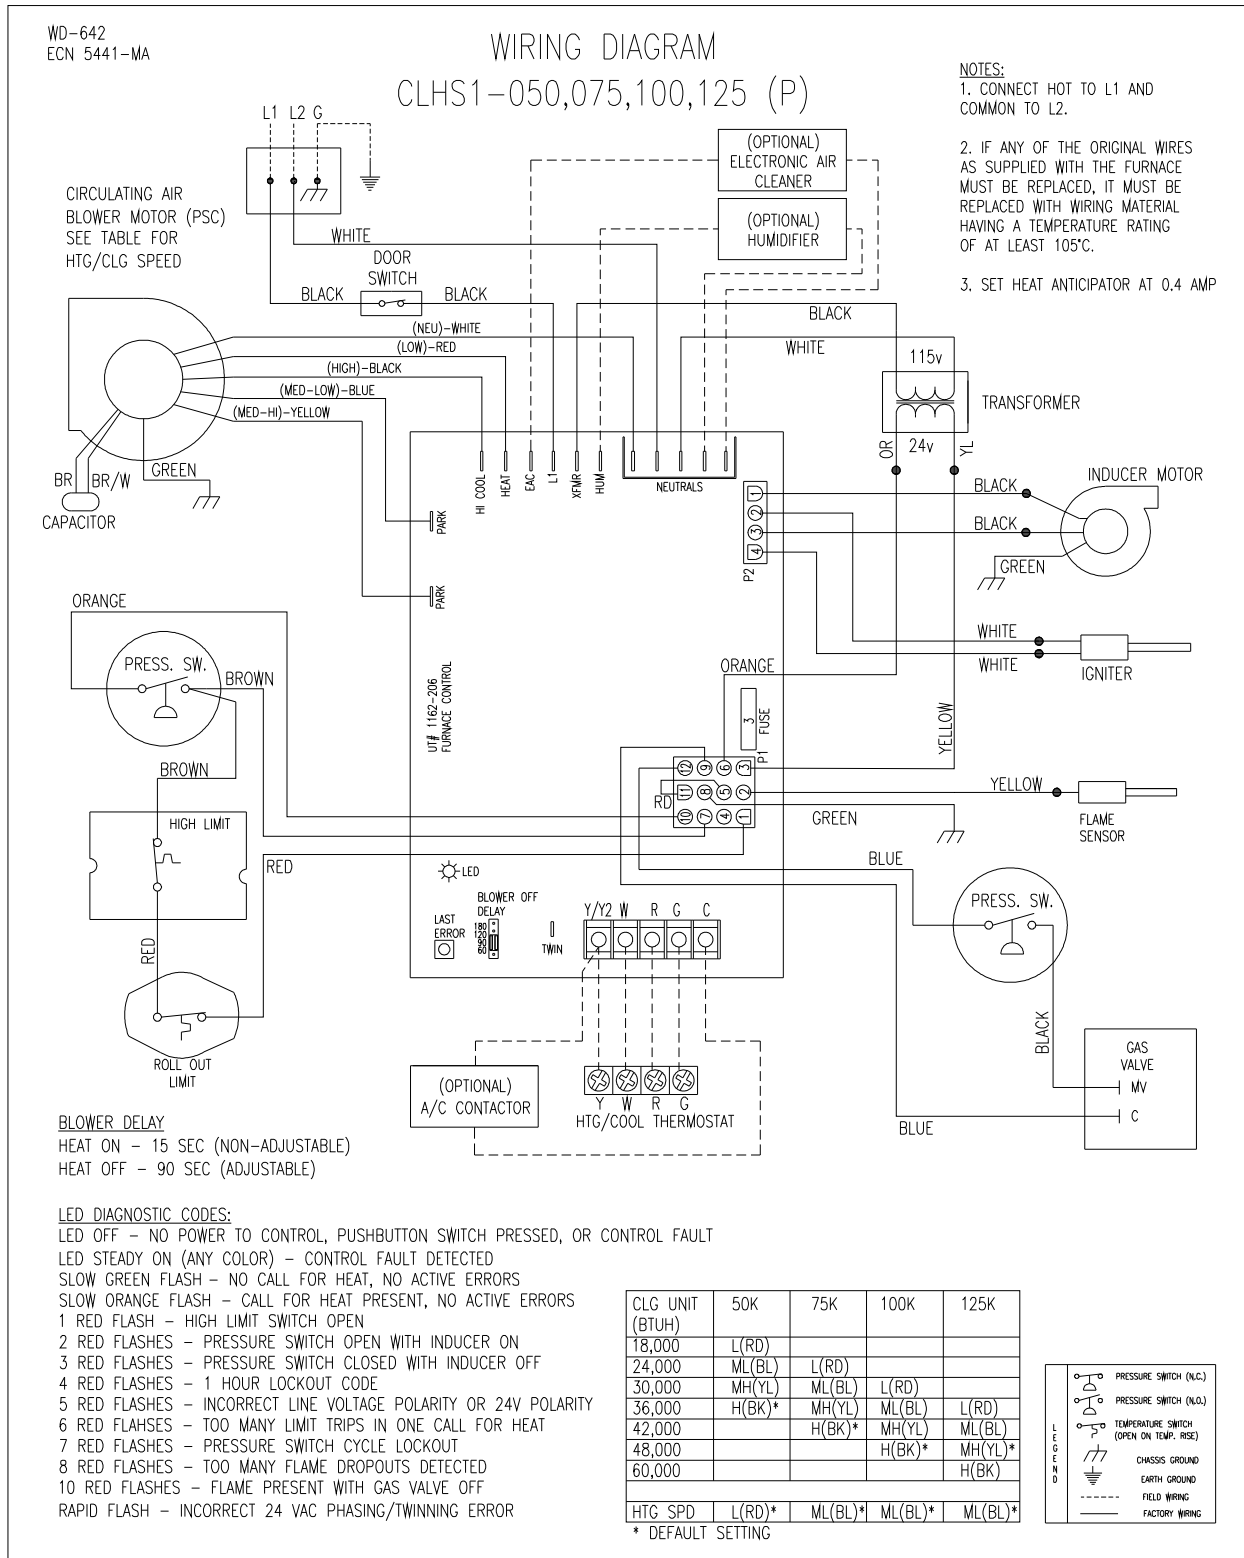 WD-642
ECN 5441-MA
WIRING DIAGRAM
CLHS1-050,075,100,125 (P)
NOTES:
1. CONNECT HOT TO L1 AND
COMMON TO L2.
2. IF ANY OF THE ORIGINAL WIRES
AS SUPPLIED WITH THE FURNACE
MUST BE REPLACED, IT MUST BE
REPLACED WITH WIRING MATERIAL
HAVING A TEMPERATURE RATING
OF AT LEAST 105°C.
3. SET HEAT ANTICIPATOR AT 0.4 AMP
L1 L2 G
(OPTIONAL)
ELECTRONIC AIR
CLEANER
(OPTIONAL)
HUMIDIFIER
CIRCULATING AIR
BLOWER MOTOR (PSC)
SEE TABLE FOR
HTG/CLG SPEED
WHITE
DOOR
SWITCH
BLACK
BLACK
BLACK
WHITE
(NEU)-WHITE
(LOW)-RED
(HIGH)-BLACK
(MED-LOW)-BLUE
(MED-HI)-YELLOW
115v
TRANSFORMER
24v
OR
YL
BR
BR/W
GREEN
CAPACITOR
HI COOL
HEAT
EAC
L1
XFMR
HUM
NEUTRALS
PARK
PARK
P2
1
2
3
4
BLACK
BLACK
INDUCER MOTOR
GREEN
WHITE
WHITE
IGNITER
ORANGE
PRESS. SW.
BROWN
BROWN
UT# 1162-206
FURNACE CONTROL
ORANGE
3
FUSE
YELLOW
P1
12 9 6 3
11 8 5 2
10 7 4 1
RD
YELLOW
GREEN
FLAME
SENSOR
HIGH LIMIT
RED
RED
ROLL OUT
LIMIT
LED
BLOWER OFF
DELAY
180
120
90
60
LAST
ERROR
TWIN
Y/Y2 W R G C
BLUE
PRESS. SW.
BLACK
GAS
VALVE
MV
C
BLUE
(OPTIONAL)
A/C CONTACTOR
Y W R G
HTG/COOL THERMOSTAT
BLOWER DELAY
HEAT ON - 15 SEC (NON-ADJUSTABLE)
HEAT OFF - 90 SEC (ADJUSTABLE)
LED DIAGNOSTIC CODES:
LED OFF - NO POWER TO CONTROL, PUSHBUTTON SWITCH PRESSED, OR CONTROL FAULT
LED STEADY ON (ANY COLOR) - CONTROL FAULT DETECTED
SLOW GREEN FLASH - NO CALL FOR HEAT, NO ACTIVE ERRORS
SLOW ORANGE FLASH - CALL FOR HEAT PRESENT, NO ACTIVE ERRORS
1 RED FLASH - HIGH LIMIT SWITCH OPEN
2 RED FLASHES - PRESSURE SWITCH OPEN WITH INDUCER ON
3 RED FLASHES - PRESSURE SWITCH CLOSED WITH INDUCER OFF
4 RED FLASHES - 1 HOUR LOCKOUT CODE
5 RED FLASHES - INCORRECT LINE VOLTAGE POLARITY OR 24V POLARITY
6 RED FLAHSES - TOO MANY LIMIT TRIPS IN ONE CALL FOR HEAT
7 RED FLASHES - PRESSURE SWITCH CYCLE LOCKOUT
8 RED FLASHES - TOO MANY FLAME DROPOUTS DETECTED
10 RED FLASHES - FLAME PRESENT WITH GAS VALVE OFF
RAPID FLASH - INCORRECT 24 VAC PHASING/TWINNING ERROR
CLG UNIT 50K 75K 100K 125K
(BTUH)
18,000 L(RD)
24,000 ML(BL) L(RD)
30,000 MH(YL) ML(BL) L(RD)
36,000 H(BK)* MH(YL) ML(BL) L(RD)
42,000 H(BK)* MH(YL) ML(BL)
48,000 H(BK)* MH(YL)*
60,000 H(BK)
HTG SPD L(RD)* ML(BL)* ML(BL)* ML(BL)*
* DEFAULT SETTING
LEGEND
PRESSURE SWITCH (N.C.)
PRESSURE SWITCH (N.O.)
TEMPERATURE SWITCH
(OPEN ON TEMP. RISE)
CHASSIS GROUND
EARTH GROUND
FIELD WIRING
FACTORY WIRING